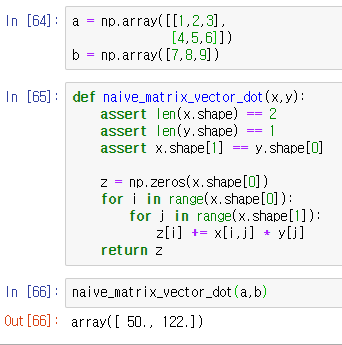 In [64]: a = np.array([[1,2,3],
[4,5,6]])
b = np.array([7,8,9])
In [65]: def naive_matrix_vector_dot(x,y):
assert len(x.shape) == 2
assert len(y.shape) == 1
assert x.shape[1] == y.shape[0]
z = np.zeros(x.shape[0])
for i in range(x.shape[0]):
for j in range(x.shape[1]):
z[i] += x[i,j] * y[j]
return z
In [66]: naive_matrix_vector_dot(a,b)
Out[66]: array([ 50., 122.])